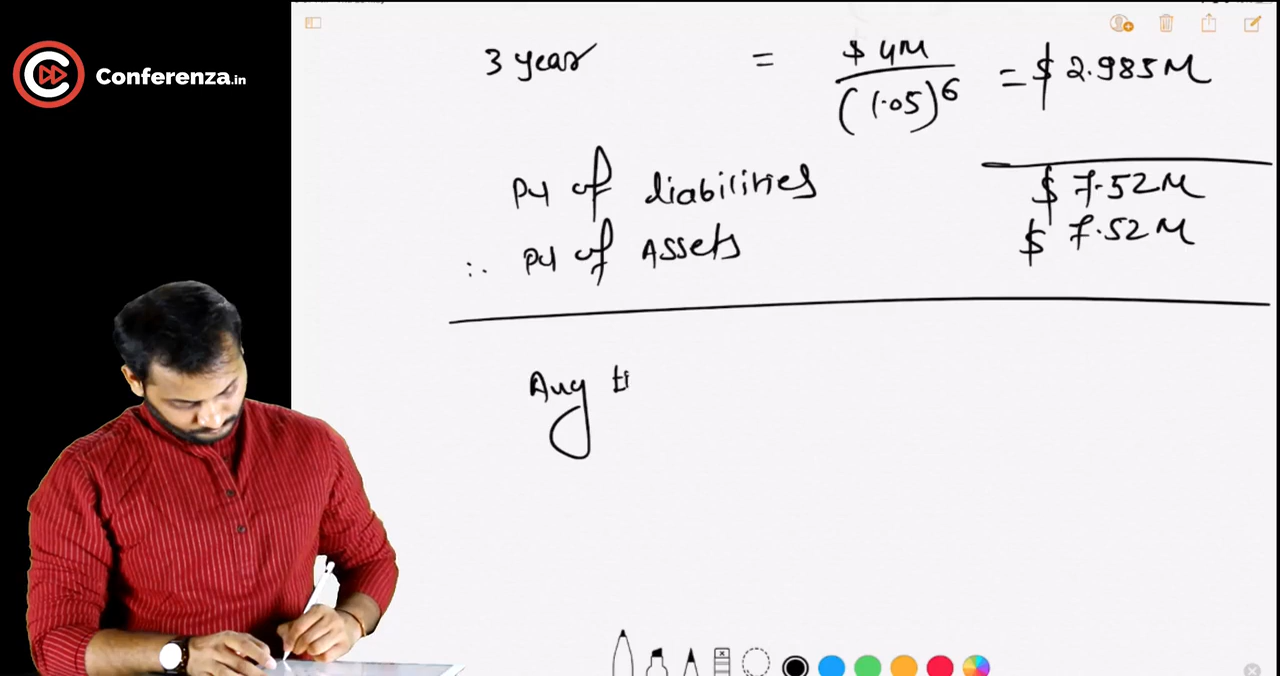 Conferenza.in
3 year = $ 4M / (1.05)^6 = $ 2.985M
PV of liabilities $ 7.52M
∴ PV of Assets $ 7.52M
Avg ti